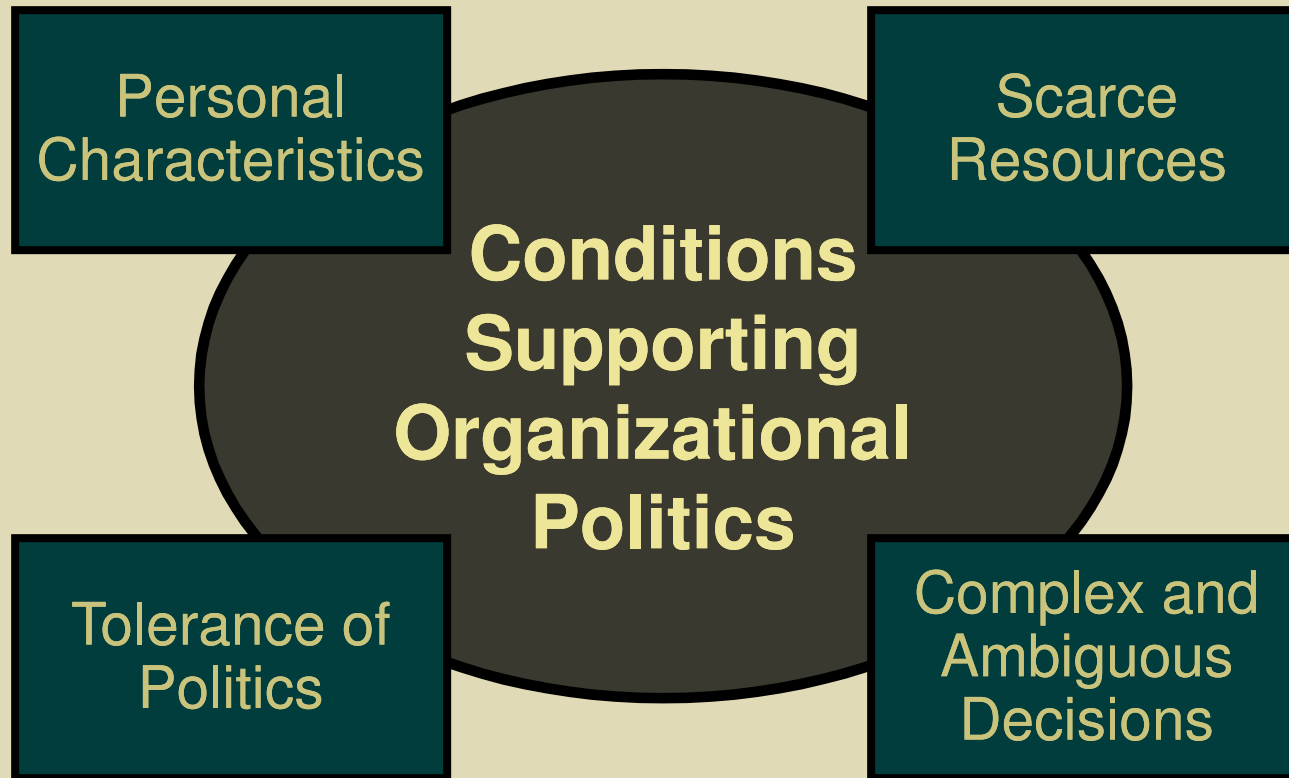 Personal
Characteristics
Scarce
Resources
Conditions
Supporting
Organizational
Politics
Tolerance of
Politics
Complex and
Ambiguous
Decisions